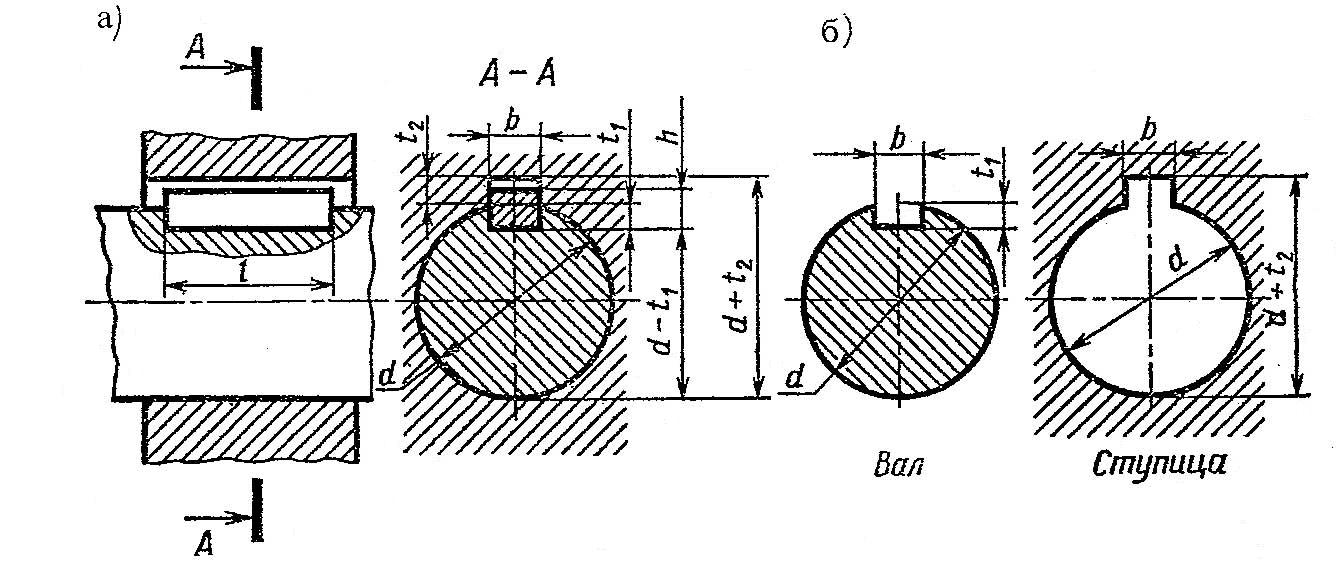 а)
A
A – A
t₂
b
t₁
h
l
d
d – t₁
d + t₂
A
б)
b
t₁
d
Вал
b
d
d + t₂
Ступица